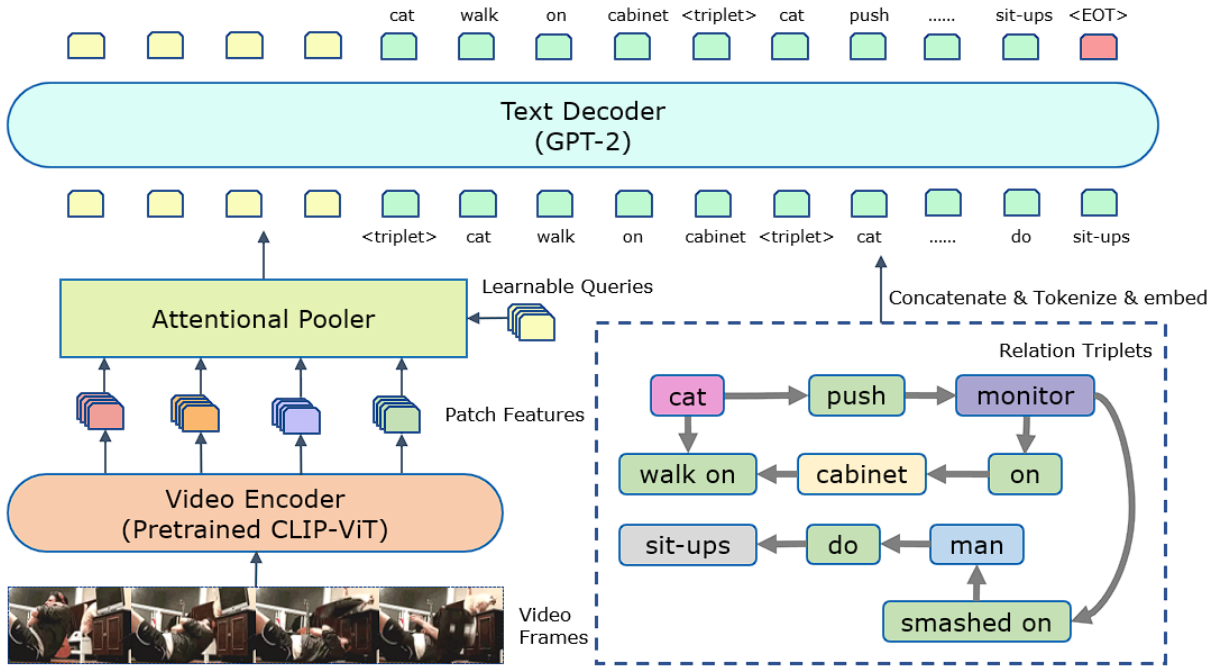 cat walk on cabinet <triplet> cat push ...... sit-ups <EOT>
Text Decoder
(GPT-2)
<triplet> cat walk on cabinet <triplet> cat ...... do sit-ups
Learnable Queries
Attentional Pooler
Concatenate & Tokenize & embed
Patch Features
Video Encoder
(Pretrained CLIP-ViT)
Video
Frames
Relation Triplets
cat push monitor
walk on cabinet on
sit-ups do man
smashed on